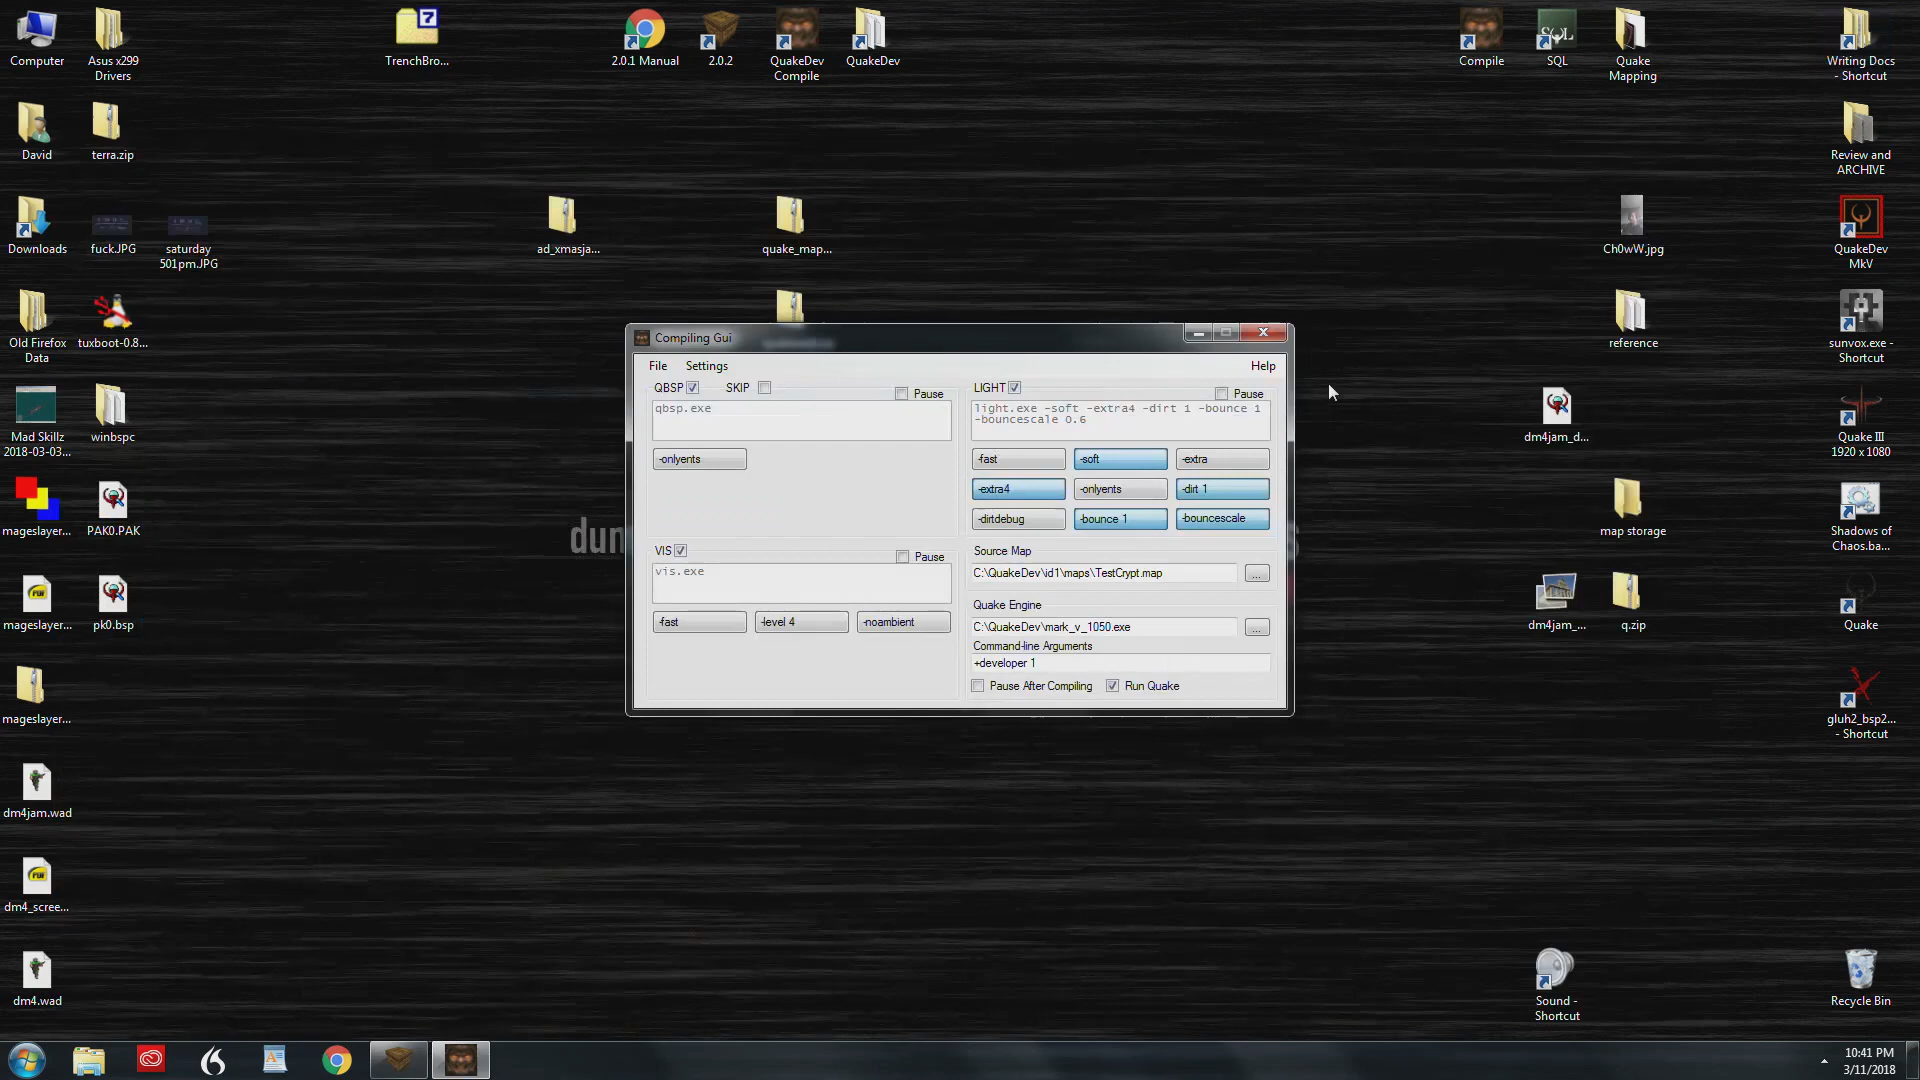 Computer
Asus x299
Drivers
TrenchBro...
2.0.1 Manual
2.0.2
QuakeDev
Compile
QuakeDev
Compile
SQL
Quake
Mapping
Writing Docs
- Shortcut
David
terra.zip
Review and
ARCHIVE
Downloads
fuck.JPG
saturday
501pm.JPG
ad_xmasja...
quake_map...
Ch0wW.jpg
QuakeDev
MkV
Old Firefox
Data
tuxboot-0.8...
reference
sunvox.exe -
Shortcut
Mad Skillz
2018-03-03...
winbspc
dm4jam_d...
Quake III
1920 x 1080
mageslayer...
PAK0.PAK
map storage
Shadows of
Chaos.ba...
mageslayer...
pk0.bsp
dm4jam_...
q.zip
Quake
mageslayer...
gluh2_bsp2...
- Shortcut
dm4jam.wad
dm4_scree...
dm4.wad
Sound -
Shortcut
Recycle Bin
Compiling Gui
File Settings Help
QBSP SKIP Pause
qbsp.exe
-onlyents
LIGHT Pause
light.exe -soft -extra4 -dirt 1 -bounce 1
-bouncescale 0.6
-fast -soft -extra
-extra4 -onlyents -dirt 1
-dirtdebug -bounce 1 -bouncescale
VIS Pause
vis.exe
-fast -level 4 -noambient
Source Map
C:\QuakeDev\id1\maps\TestCrypt.map ...
Quake Engine
C:\QuakeDev\mark_v_1050.exe ...
Command-line Arguments
+developer 1
Pause After Compiling Run Quake
dun
10:41 PM
3/11/2018